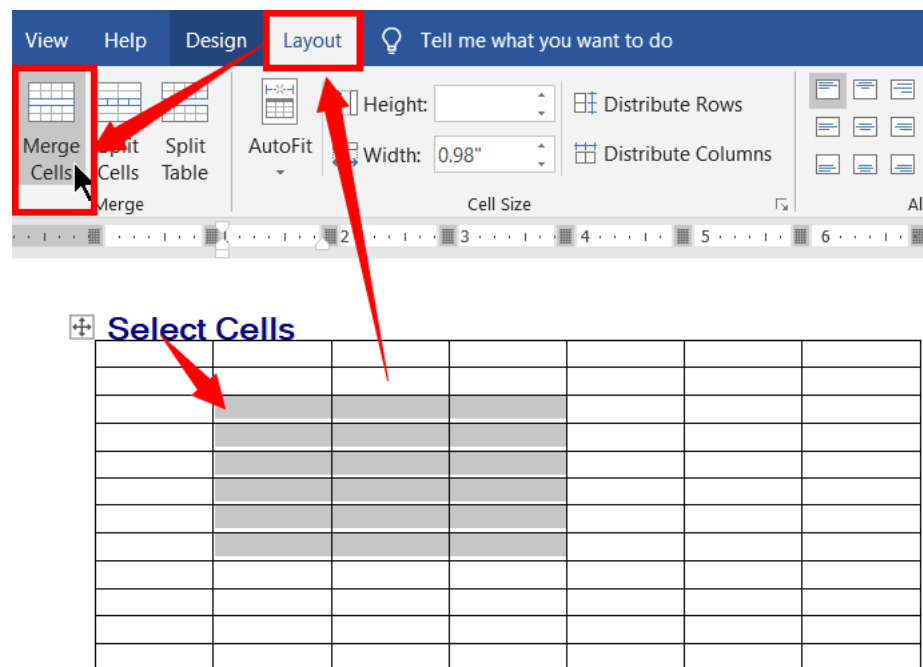 View Help Design Layout Tell me what you want to do
Height:
Distribute Rows
Merge Cells
Split Cells
Split Table
AutoFit
Width: 0.98"
Distribute Columns
Merge
Cell Size
Al
2 3 4 5 6
Select Cells